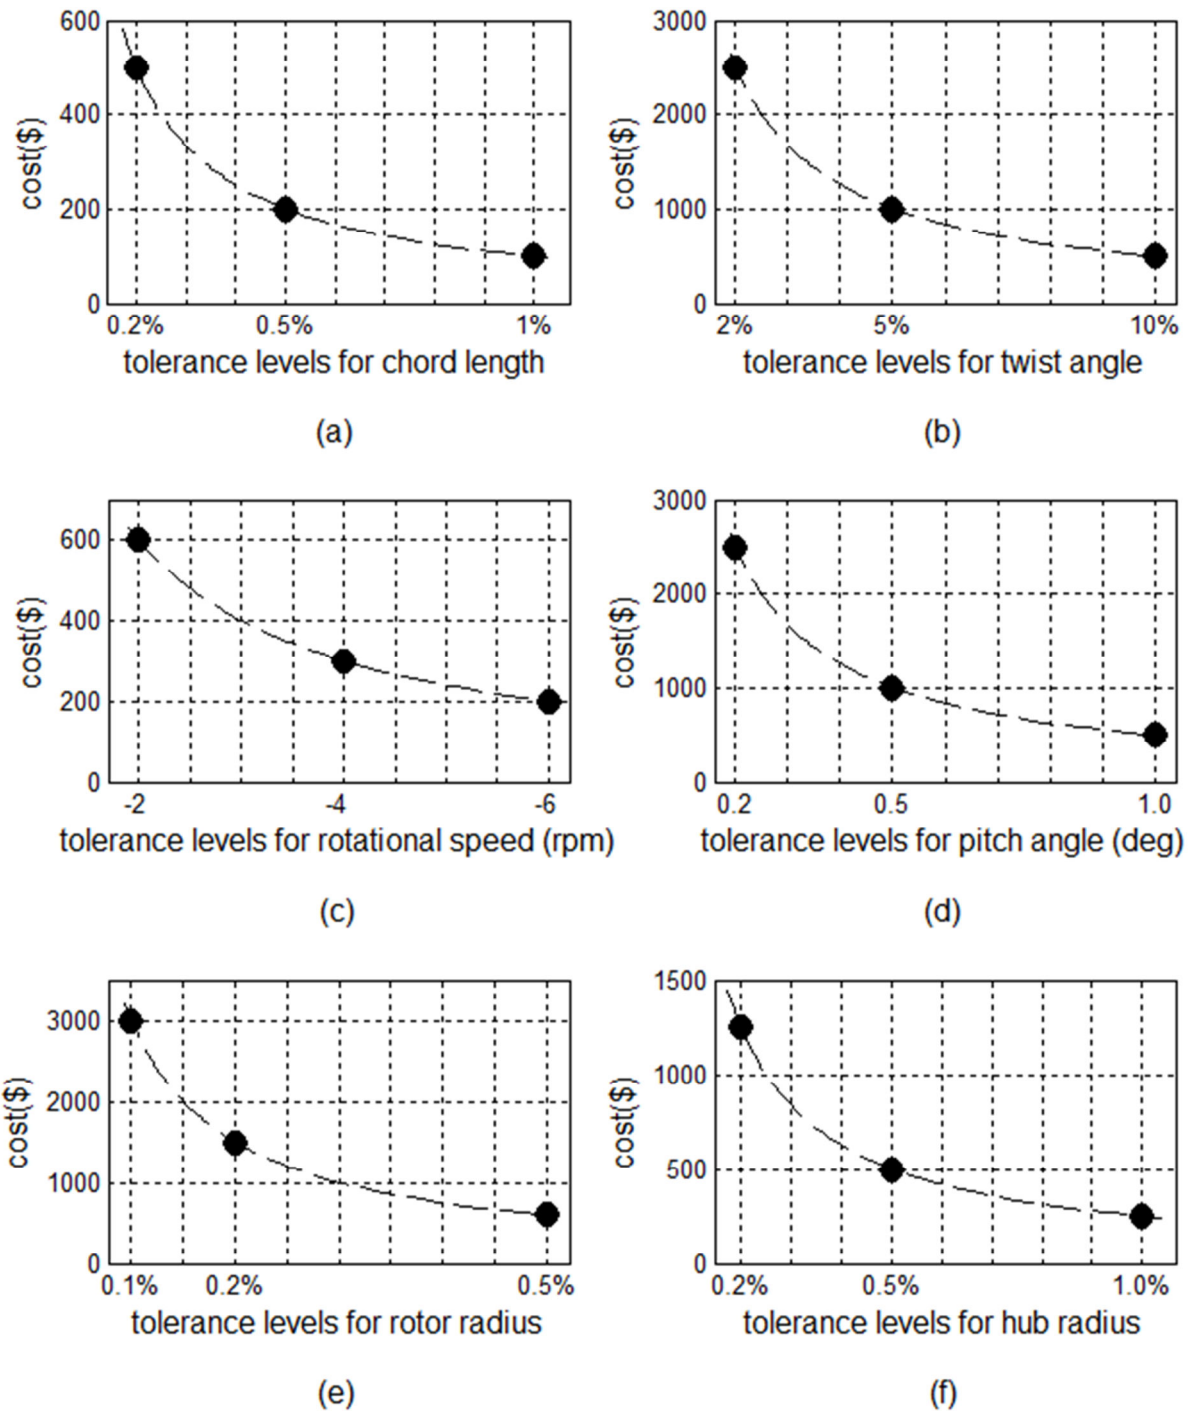 600
400
200
0
cost($)
0.2% 0.5% 1%
tolerance levels for chord length
(a)
3000
2000
1000
0
cost($)
2% 5% 10%
tolerance levels for twist angle
(b)
600
400
200
0
cost($)
-2 -4 -6
tolerance levels for rotational speed (rpm)
(c)
3000
2000
1000
0
cost($)
0.2 0.5 1.0
tolerance levels for pitch angle (deg)
(d)
3000
2000
1000
0
cost($)
0.1% 0.2% 0.5%
tolerance levels for rotor radius
(e)
1500
1000
500
0
cost($)
0.2% 0.5% 1.0%
tolerance levels for hub radius
(f)